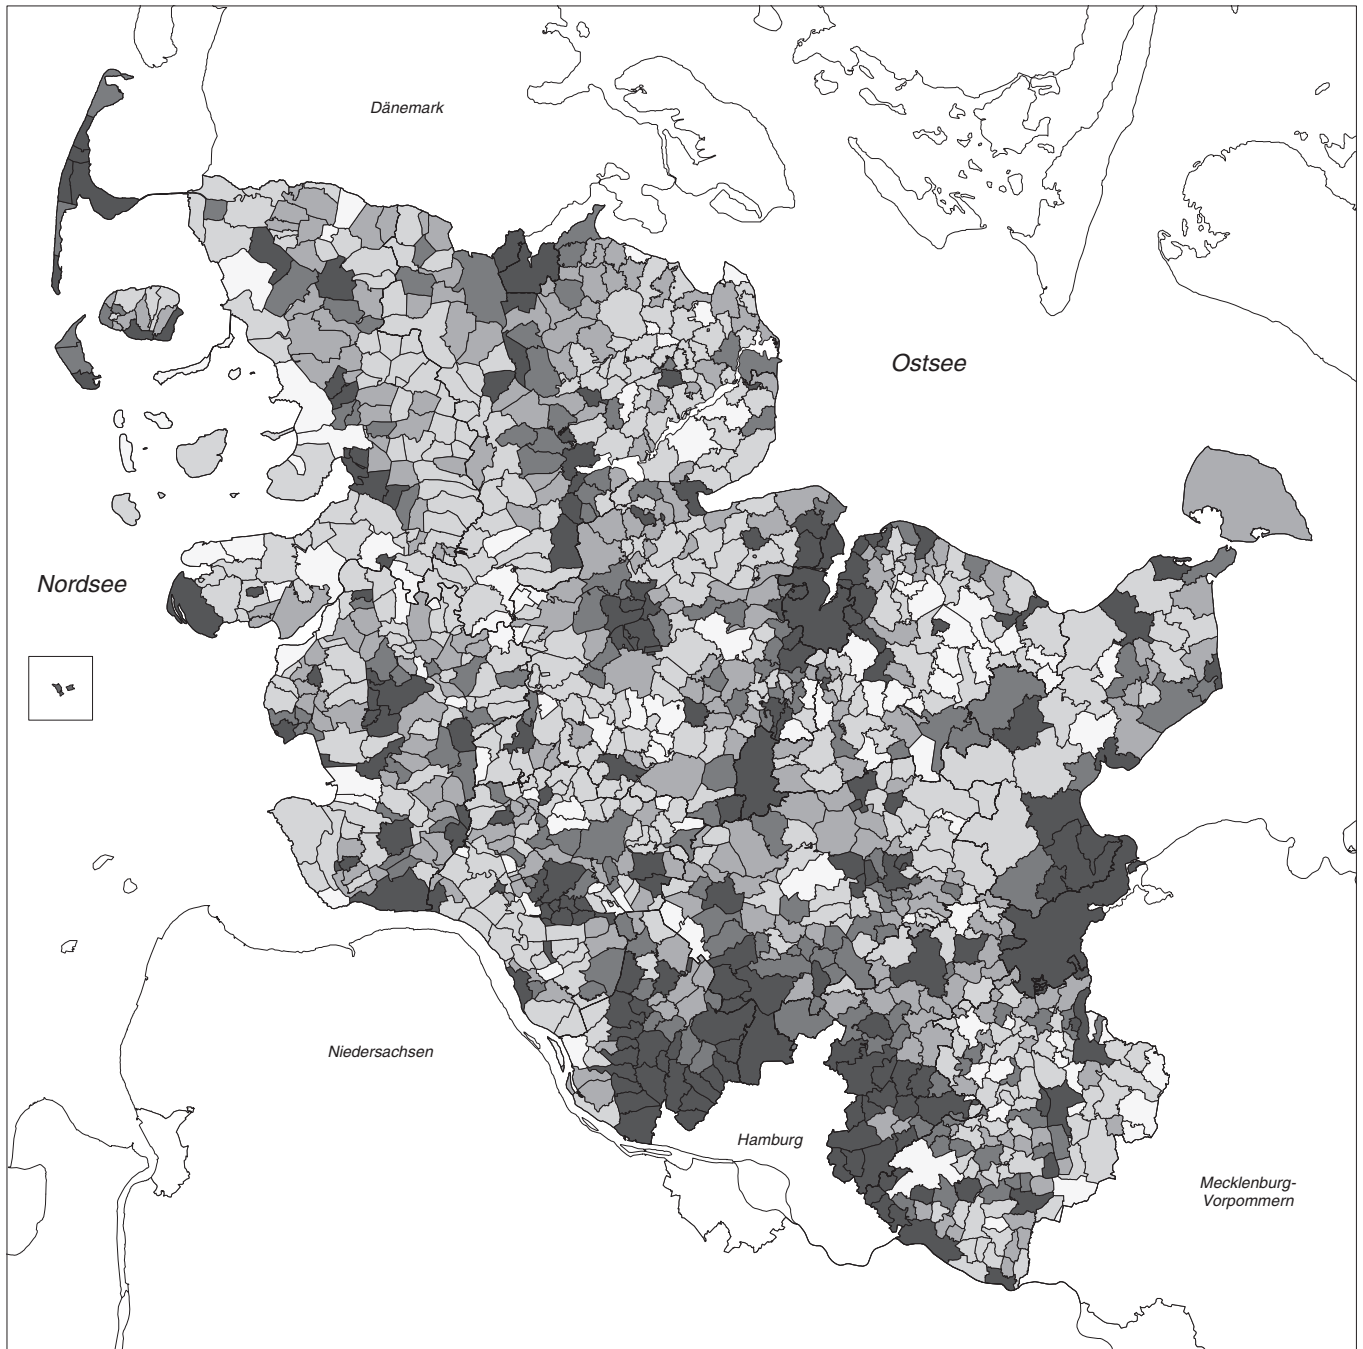 Dänemark
Ostsee
Nordsee
Niedersachsen
Hamburg
Mecklenburg-
Vorpommern